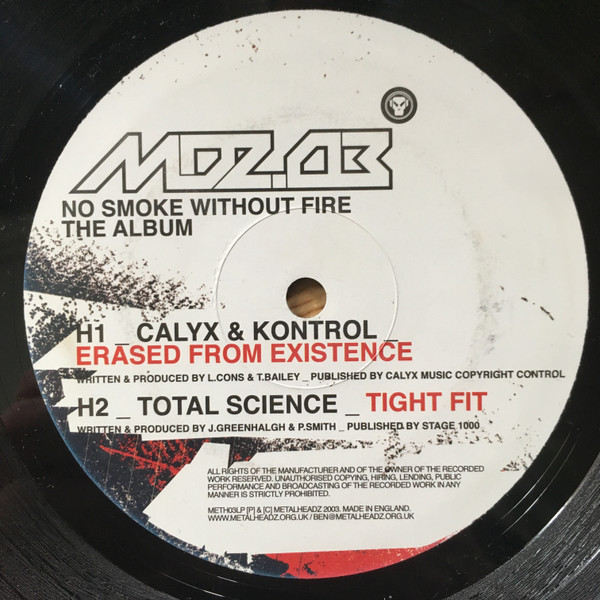 MDZ.03
NO SMOKE WITHOUT FIRE
THE ALBUM
H1 _ CALYX & KONTROL _
ERASED FROM EXISTENCE
WRITTEN & PRODUCED BY L.CONS & T.BAILEY _ PUBLISHED BY CALYX MUSIC COPYRIGHT CONTROL
H2 _ TOTAL SCIENCE _ TIGHT FIT
WRITTEN & PRODUCED BY J.GREENHALGH & P.SMITH _ PUBLISHED BY STAGE 1000
ALL RIGHTS OF THE MANUFACTURER AND OF THE OWNER OF THE RECORDED
WORK RESERVED. UNAUTHORISED COPYING, HIRING, LENDING, PUBLIC
PERFORMANCE AND BROADCASTING OF THE RECORDED WORK IN ANY
MANNER IS STRICTLY PROHIBITED.
METH03LP [P] & [C] METALHEADZ 2003. MADE IN ENGLAND.
WWW.METALHEADZ.ORG.UK / BEN@METALHEADZ.ORG.UK